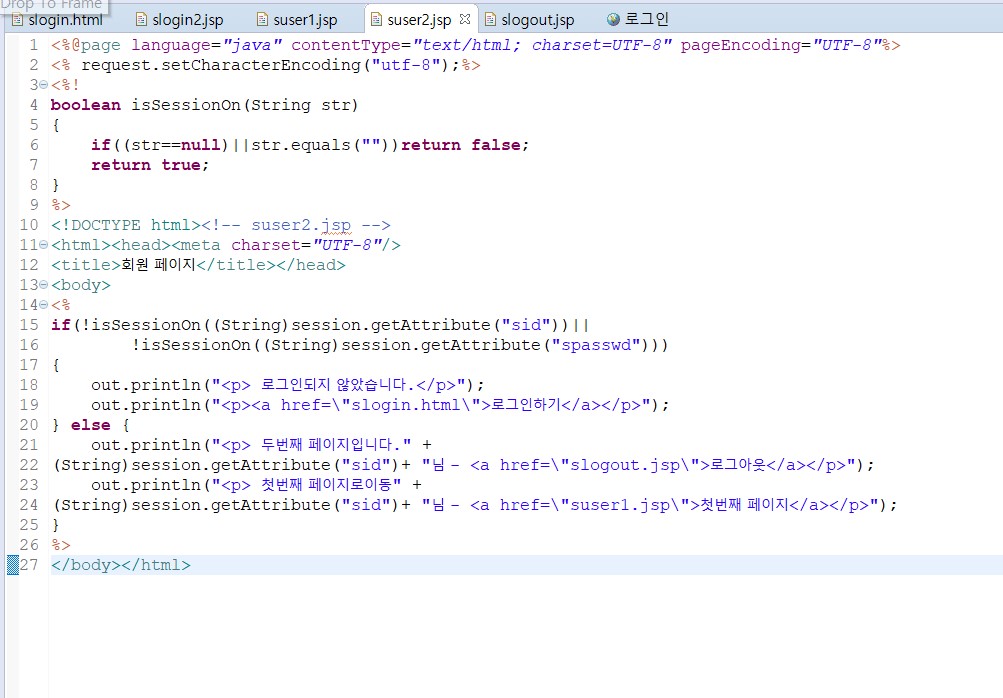 Drop To Frame
slogin.html slogin2.jsp suser1.jsp suser2.jsp slogout.jsp 로그인
1 <%@page language="java" contentType="text/html; charset=UTF-8" pageEncoding="UTF-8"%>
2 <% request.setCharacterEncoding("utf-8");%>
3 <%!
4 boolean isSessionOn(String str)
5 {
6 if((str==null)||str.equals(""))return false;
7 return true;
8 }
9 %>
10 <!DOCTYPE html><!-- suser2.jsp -->
11 <html><head><meta charset="UTF-8"/>
12 <title>회원 페이지</title></head>
13 <body>
14 <%
15 if(!isSessionOn((String)session.getAttribute("sid"))||
16 !isSessionOn((String)session.getAttribute("spasswd")))
17 {
18 out.println("<p> 로그인되지 않았습니다.</p>");
19 out.println("<p><a href=\"slogin.html\">로그인하기</a></p>");
20 } else {
21 out.println("<p> 두번째 페이지입니다." +
22 (String)session.getAttribute("sid")+ "님 - <a href=\"slogout.jsp\">로그아웃</a></p>");
23 out.println("<p> 첫번째 페이지로이동" +
24 (String)session.getAttribute("sid")+ "님 - <a href=\"suser1.jsp\">첫번째 페이지</a></p>");
25 }
26 %>
27 </body></html>